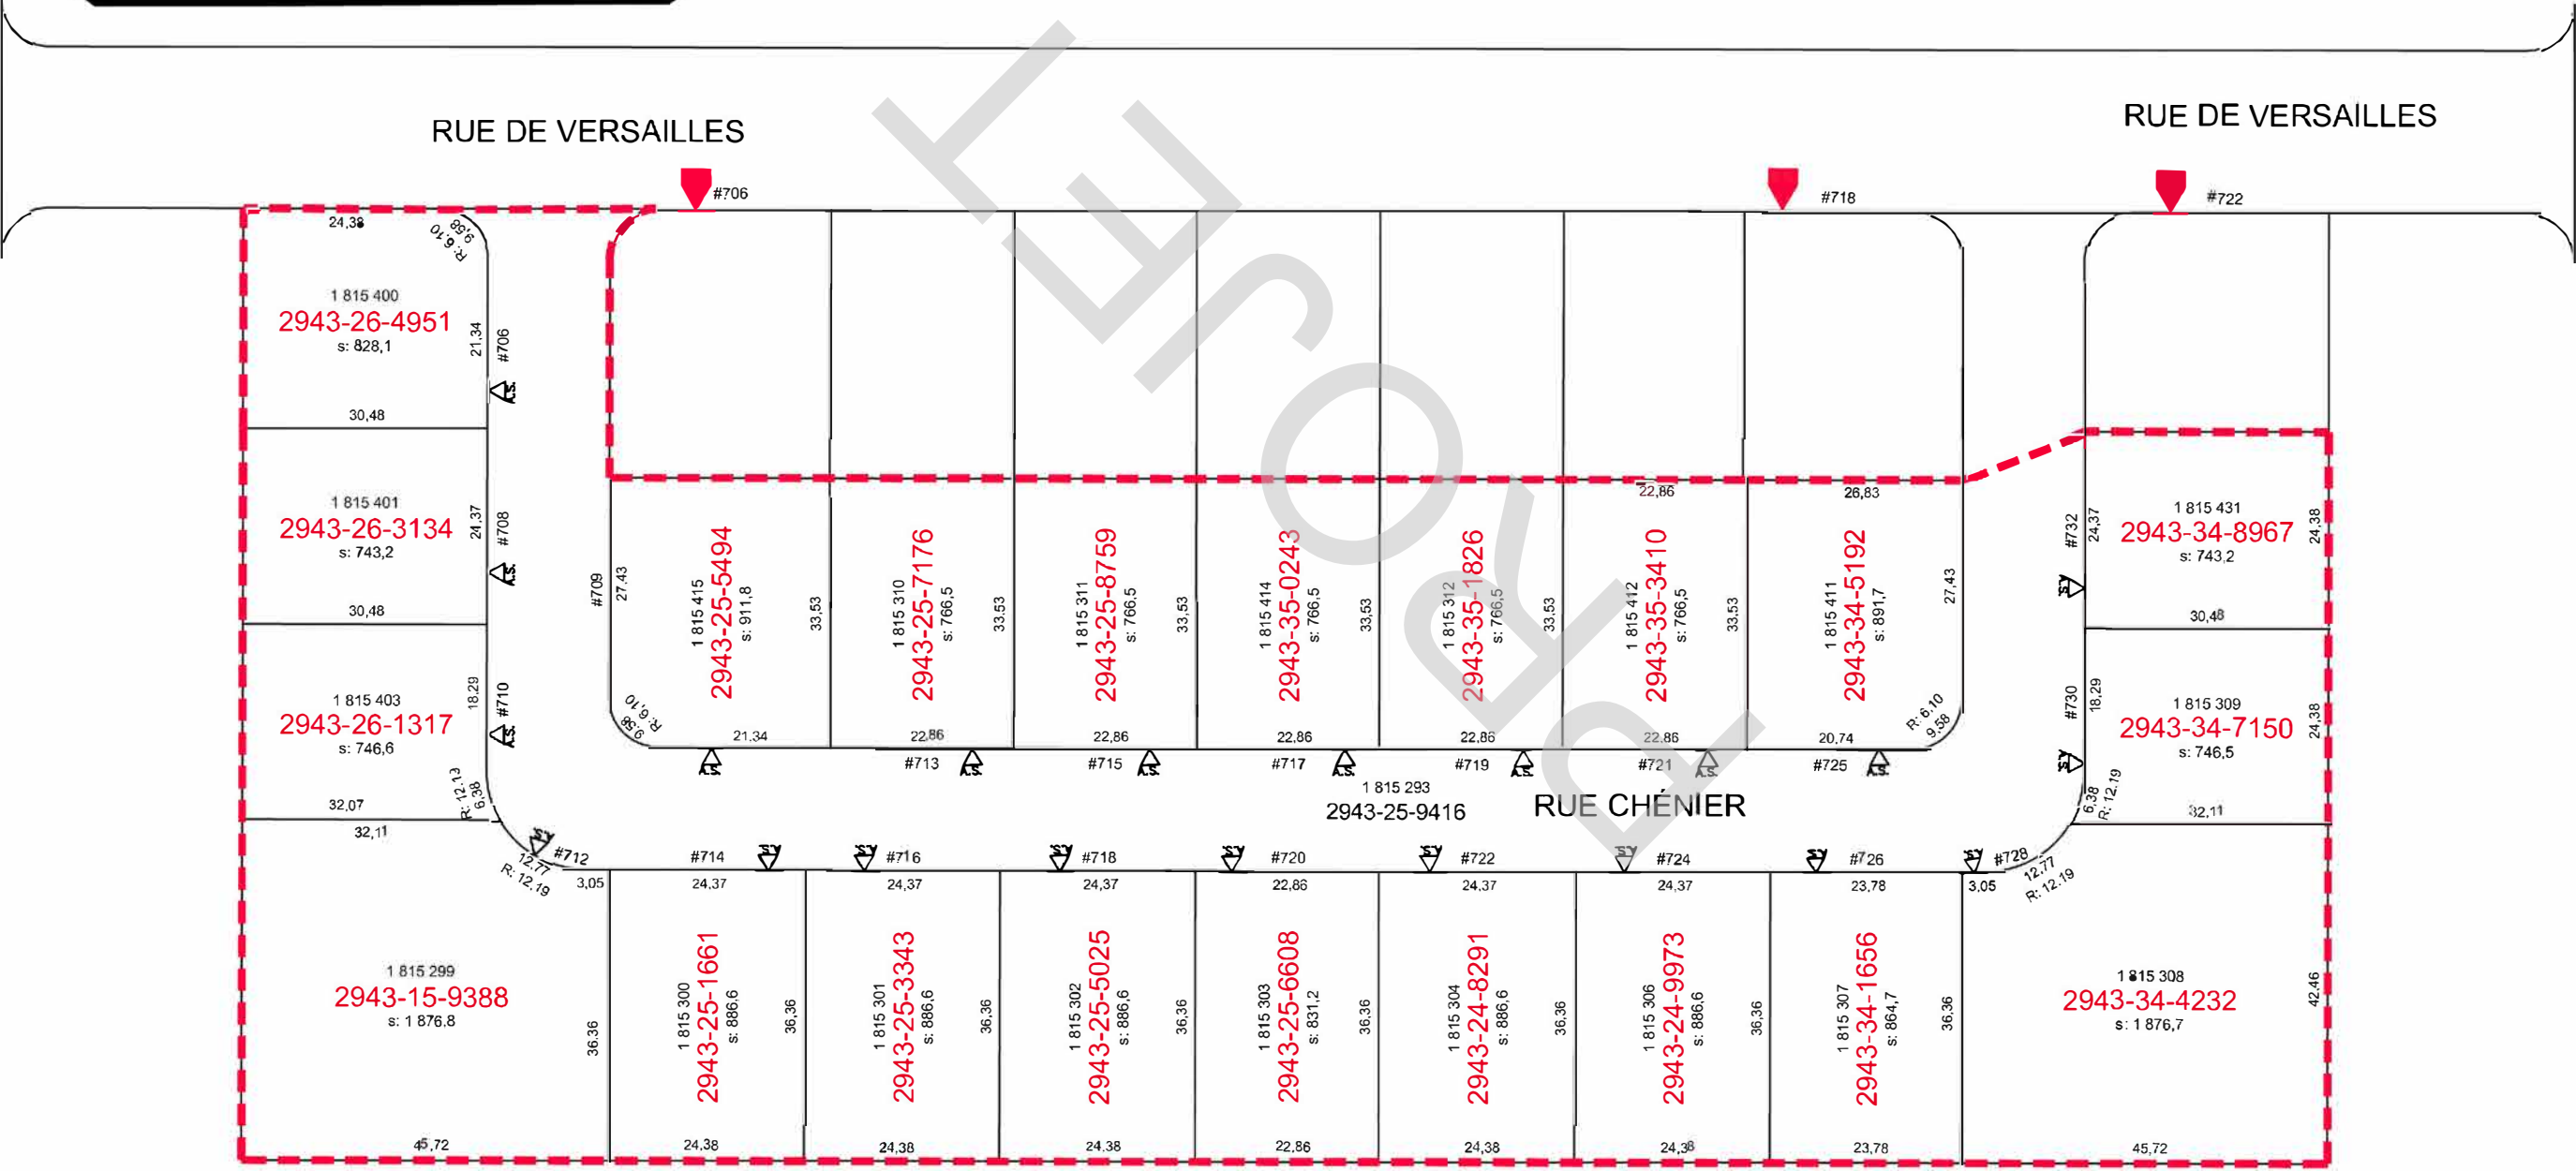 RUE DE VERSAILLES
RUE DE VERSAILLES
#706
#718
#722
PROJET
24,38
9,58
R: 6,10
1 815 400
2943-26-4951
s: 828,1
21,34
#706
A.S.
30,48
1 815 401
2943-26-3134
s: 743,2
24,37
#708
A.S.
30,48
1 815 403
2943-26-1317
s: 746,6
18.29
#710
A.S.
R: 12.19
6,38
32,07
32,11
1 815 299
2943-15-9388
s: 1 876,8
12,77
R: 12.19
A.S.
#712
3,05
36.36
45,72
#709
27.43
1 815 415
2943-25-5494
s: 911,8
33,53
R: 6,10
9,58
21.34
A.S.
1 815 310
2943-25-7176
s: 766,5
33.53
22,86
#713
A.S.
1 815 311
2943-25-8759
s: 766.5
33,53
22,86
#715
A.S.
1 815 414
2943-35-0243
s: 766,5
33,53
22,86
#717
A.S.
1 815 312
2943-35-1826
s: 766,5
33,53
22,86
#719
A.S.
22,86
1 815 412
2943-35-3410
s: 766,5
33,53
22,86
#721
A.S.
26,83
1 815 411
2943-34-5192
s: 891,7
27,43
R: 6.10
9,58
20,74
#725
A.S.
1 815 293
2943-25-9416
RUE CHÉNIER
#732
24,37
A.S.
1 815 431
2943-34-8967
s: 743,2
24,38
30,48
#730
18,29
A.S.
1 815 309
2943-34-7150
s: 746,5
24,38
6,38
R: 12.19
32,11
#714
A.S.
24,37
1 815 300
2943-25-1661
s: 886.6
36,36
24,38
A.S.
#716
24,37
1 815 301
2943-25-3343
s: 886,6
36,36
24,38
A.S.
#718
24,37
1 815 302
2943-25-5025
s: 886,6
36,36
24.38
A.S.
#720
22,86
1 815 303
2943-25-6608
s: 831,2
36,36
22,86
A.S.
#722
24,37
1 815 304
2943-24-8291
s: 886,6
36,36
24,38
A.S.
#724
24,37
1 815 306
2943-24-9973
s: 886,6
36,36
24,38
A.S.
#726
23,78
1 815 307
2943-34-1656
s: 864,7
36,36
23,78
A.S.
#728
12,77
R: 12.19
3,05
1 815 308
2943-34-4232
s: 1 876,7
42,46
45,72